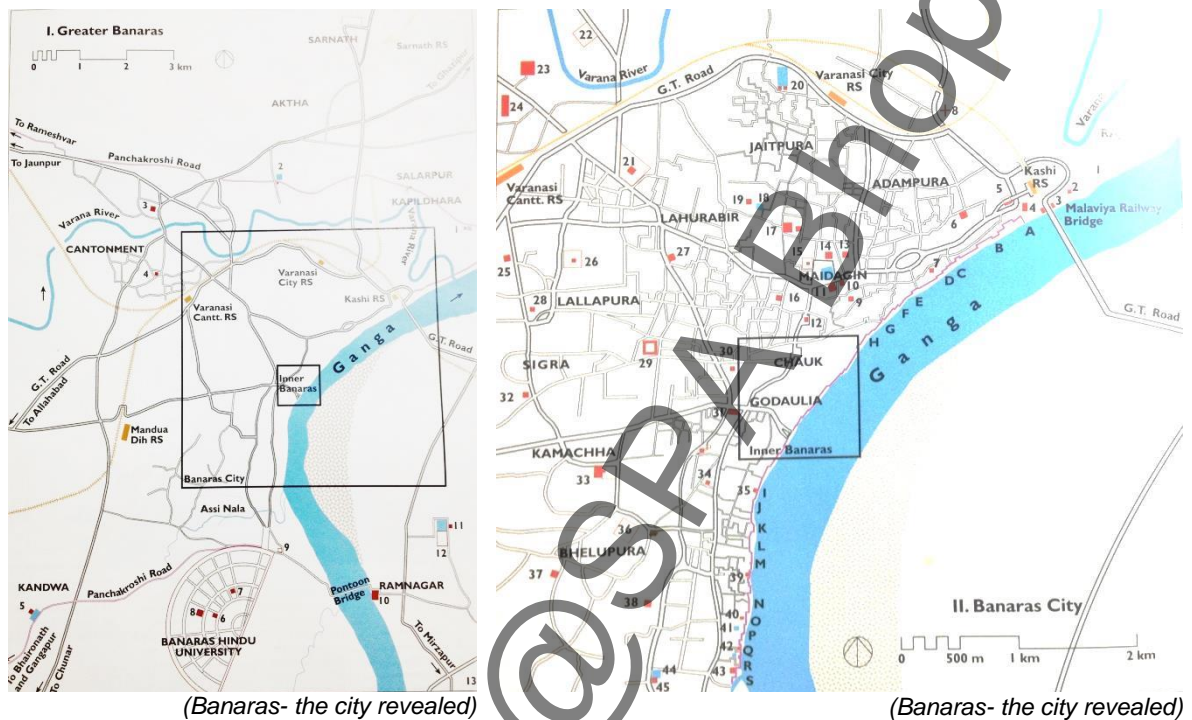 I. Greater Banaras
0 1 2 3 km
SARNATH
Sarnath RS
To Ghazipur
AKTHA
To Rameshvar
To Jaunpur
Panchakroshi Road
2
SALARPUR
KAPILDHARA
3
Varana River
Varana River
CANTONMENT
4
Varanasi
City RS
Kashi RS
Varanasi
Cantt. RS
G.T. Road
To Allahabad
Ganga
G.T. Road
Inner
Banaras
Mandua
Dih RS
Banaras City
Assi Nala
11
12
9
KANDWA
Panchakroshi Road
Pontoon
Bridge
RAMNAGAR
10
5
7
8
6
BANARAS HINDU
UNIVERSITY
To Bhaironath
and Gangapur
To Chunar
To Mirzapur
13
(Banaras- the city revealed)
22
23
Varana River
G.T. Road
Varanasi City
RS
24
20
8
Varana
JAITPURA
21
Kashi
RS
1
Varanasi
Cantt. RS
ADAMPURA
5
2
19
18
4
3
LAHURABIR
6
Malaviya Railway
Bridge
17
A
15
14
13
B
25
26
27
MAIDAGIN
7
C
D
11
10
9
28
LALLAPURA
16
E
F
12
G
H
Ganga
G.T. Road
29
30
CHAUK
SIGRA
32
GODAULIA
KAMACHHA
Inner Banaras
33
34
35
I
J
K
L
M
36
BHELUPURA
37
39
38
N
O
P
Q
R
S
40
41
42
43
44
45
II. Banaras City
0 500 m 1 km 2 km
(Banaras- the city revealed)
@SPA Bhop